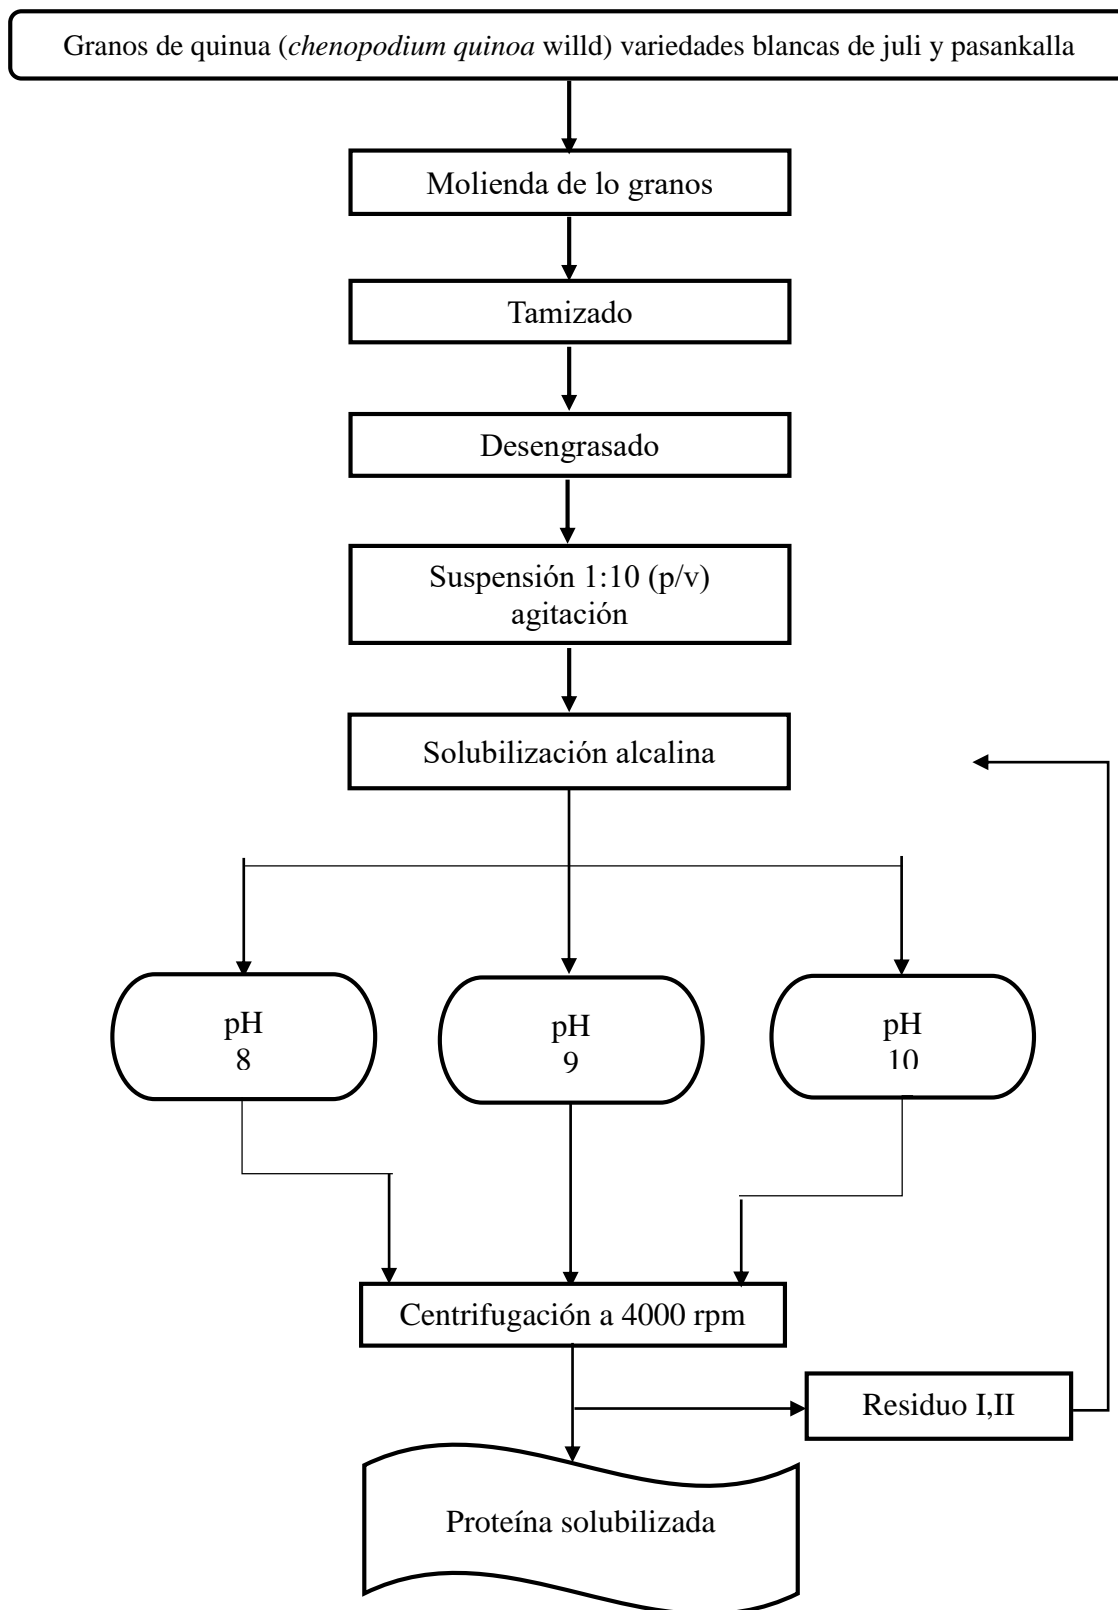 Granos de quinua (chenopodium quinoa willd) variedades blancas de juli y pasankalla
Molienda de lo granos
Tamizado
Desengrasado
Suspensión 1:10 (p/v)
agitación
Solubilización alcalina
pH
8
pH
9
pH
10
Centrifugación a 4000 rpm
Residuo I,II
Proteína solubilizada